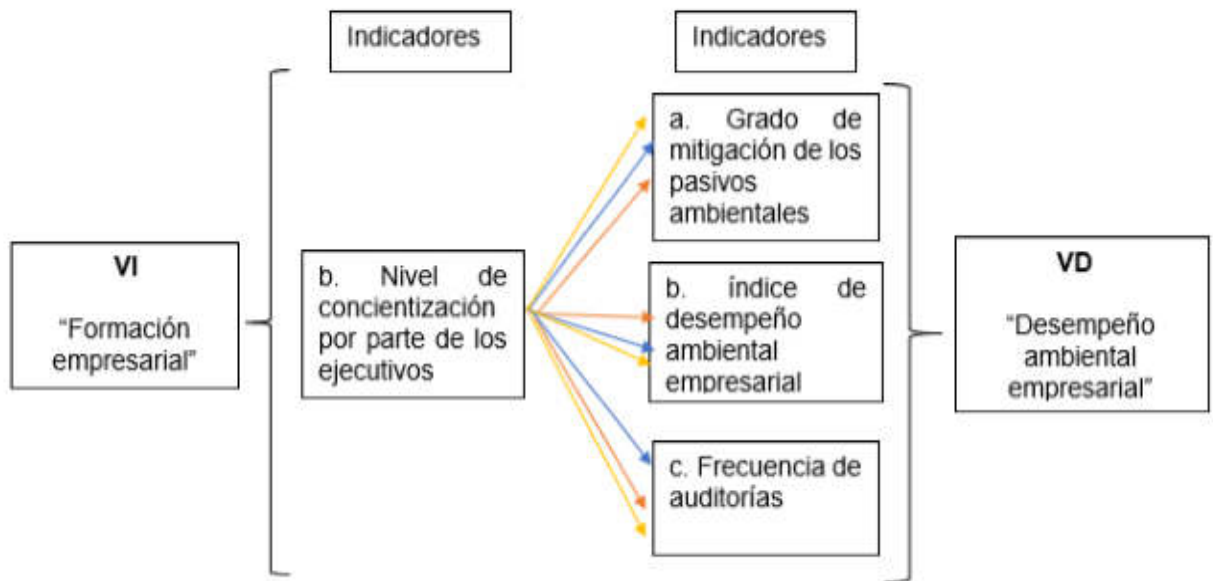 Indicadores
Indicadores
VI
“Formación
empresarial”
b. Nivel de
concientización
por parte de los
ejecutivos
a. Grado de
mitigación de los
pasivos
ambientales
b. índice de
desempeño
ambiental
empresarial
c. Frecuencia de
auditorías
VD
“Desempeño
ambiental
empresarial”